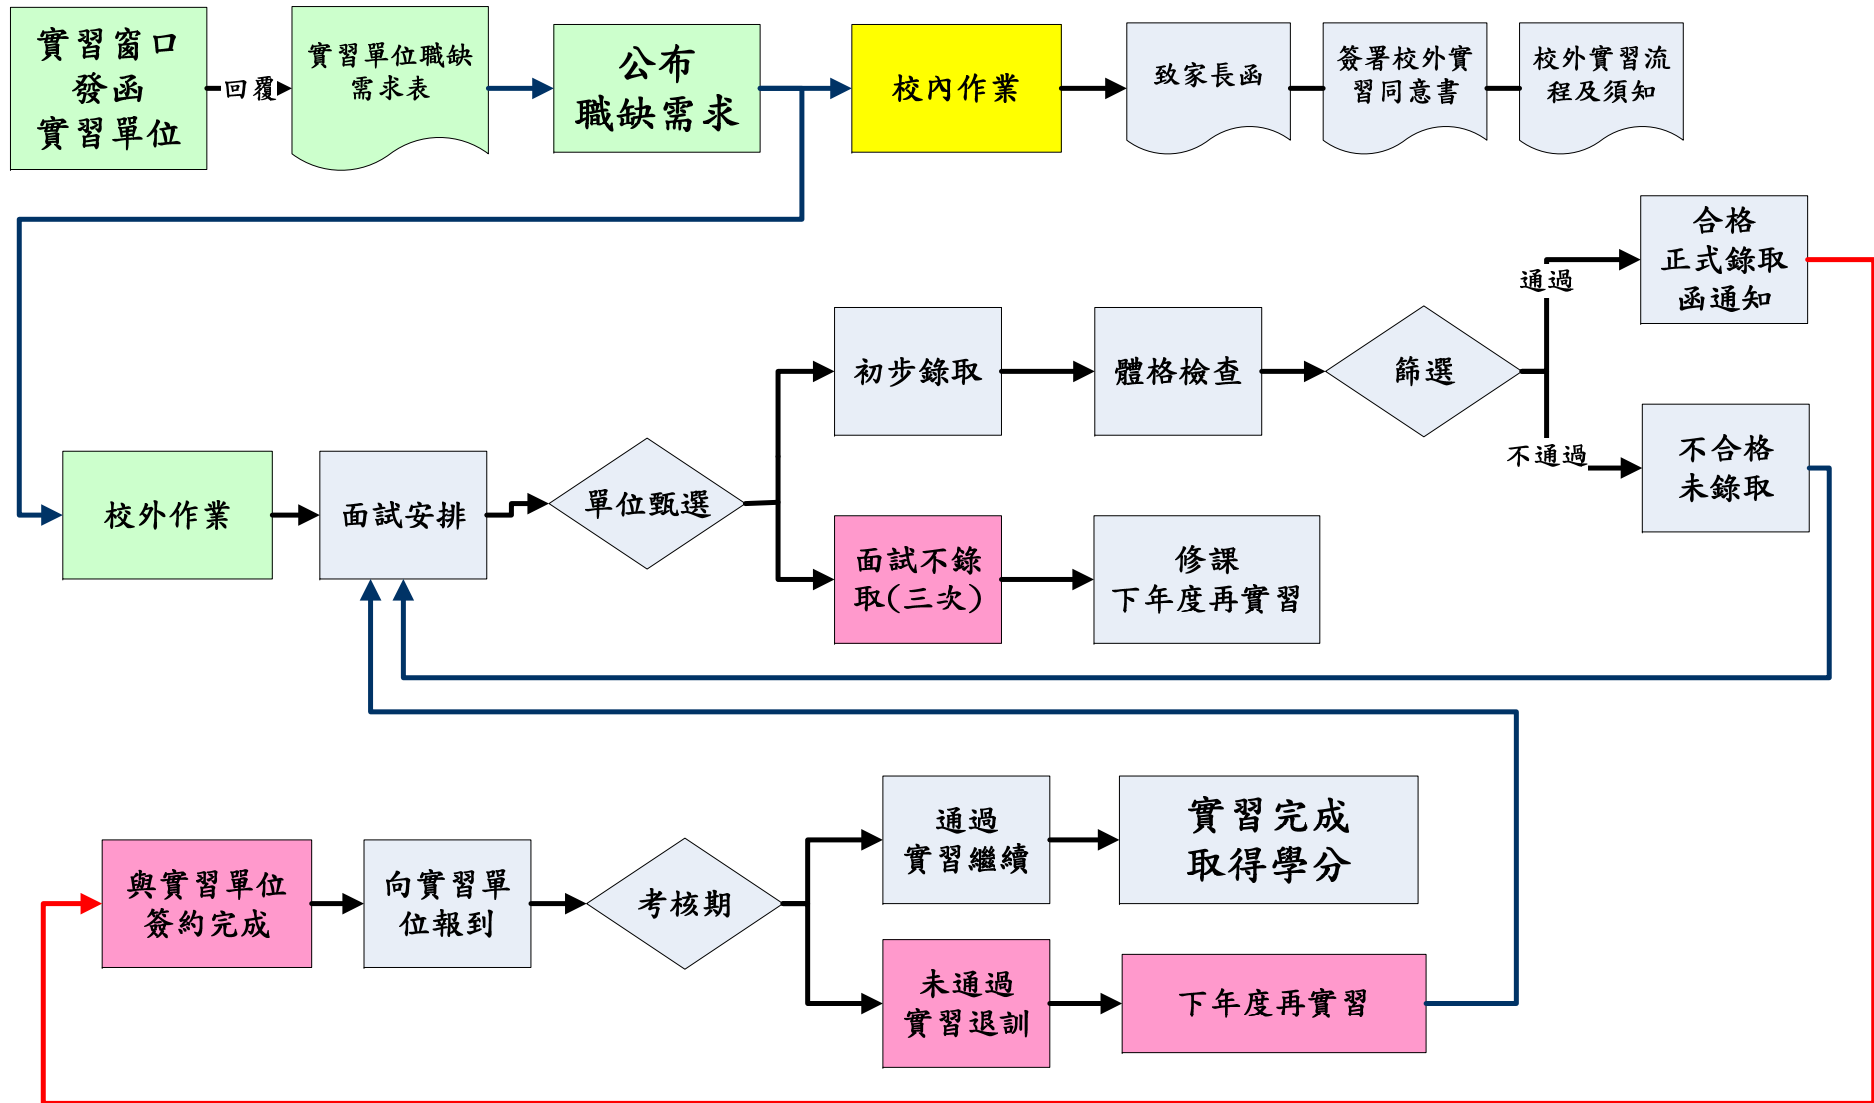 實習窗口
發函
實習單位
回覆
實習單位職缺
需求表
公布
職缺需求
校內作業
致家長函
簽署校外實
習同意書
校外實習流
程及須知
合格
正式錄取
函通知
通過
初步錄取
體格檢查
篩選
不通過
不合格
未錄取
校外作業
面試安排
單位甄選
面試不錄
取(三次)
修課
下年度再實習
與實習單位
簽約完成
向實習單
位報到
考核期
通過
實習繼續
實習完成
取得學分
未通過
實習退訓
下年度再實習